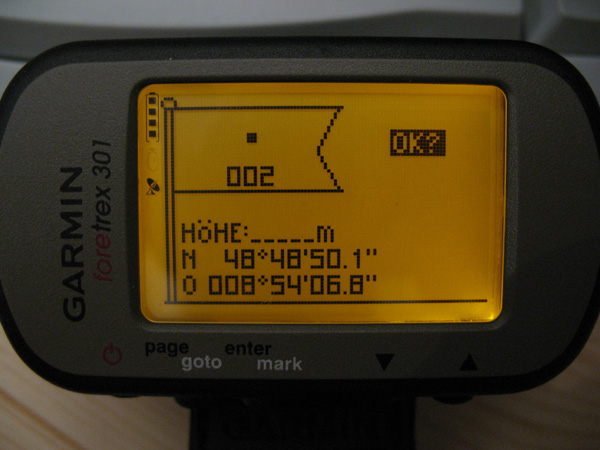 GARMIN
foretrex 301
002
OK?
HÖHE:_____m
N 48°48'50.1"
O 008°54'06.8"
page
goto
enter
mark
GARMIN